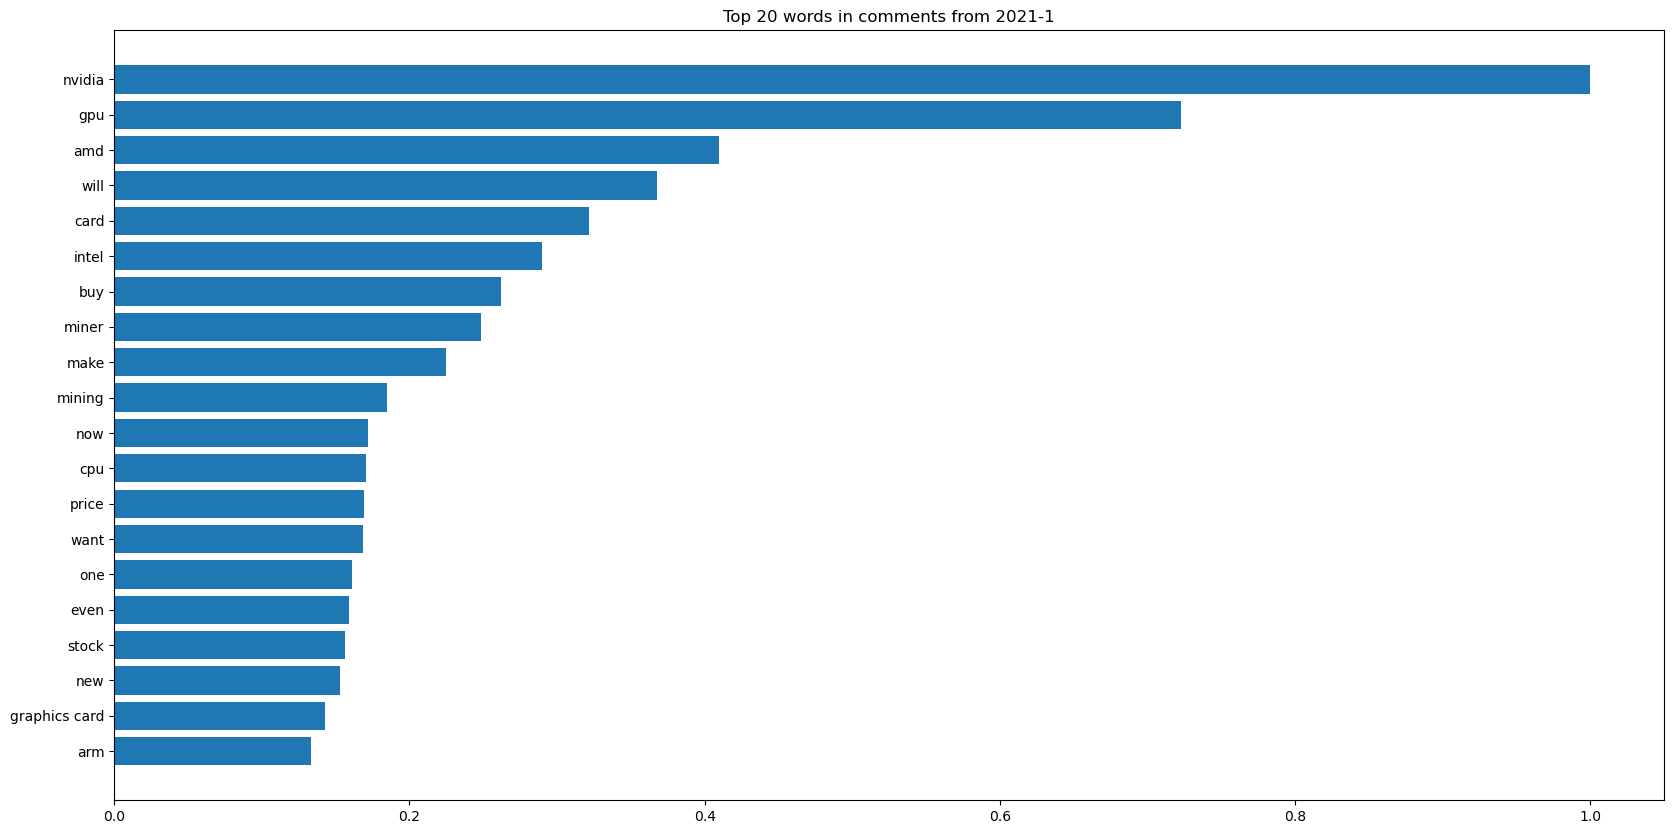 Top 20 words in comments from 2021-1
nvidia
gpu
amd
will
card
intel
buy
miner
make
mining
now
cpu
price
want
one
even
stock
new
graphics card
arm
0.0 0.2 0.4 0.6 0.8 1.0